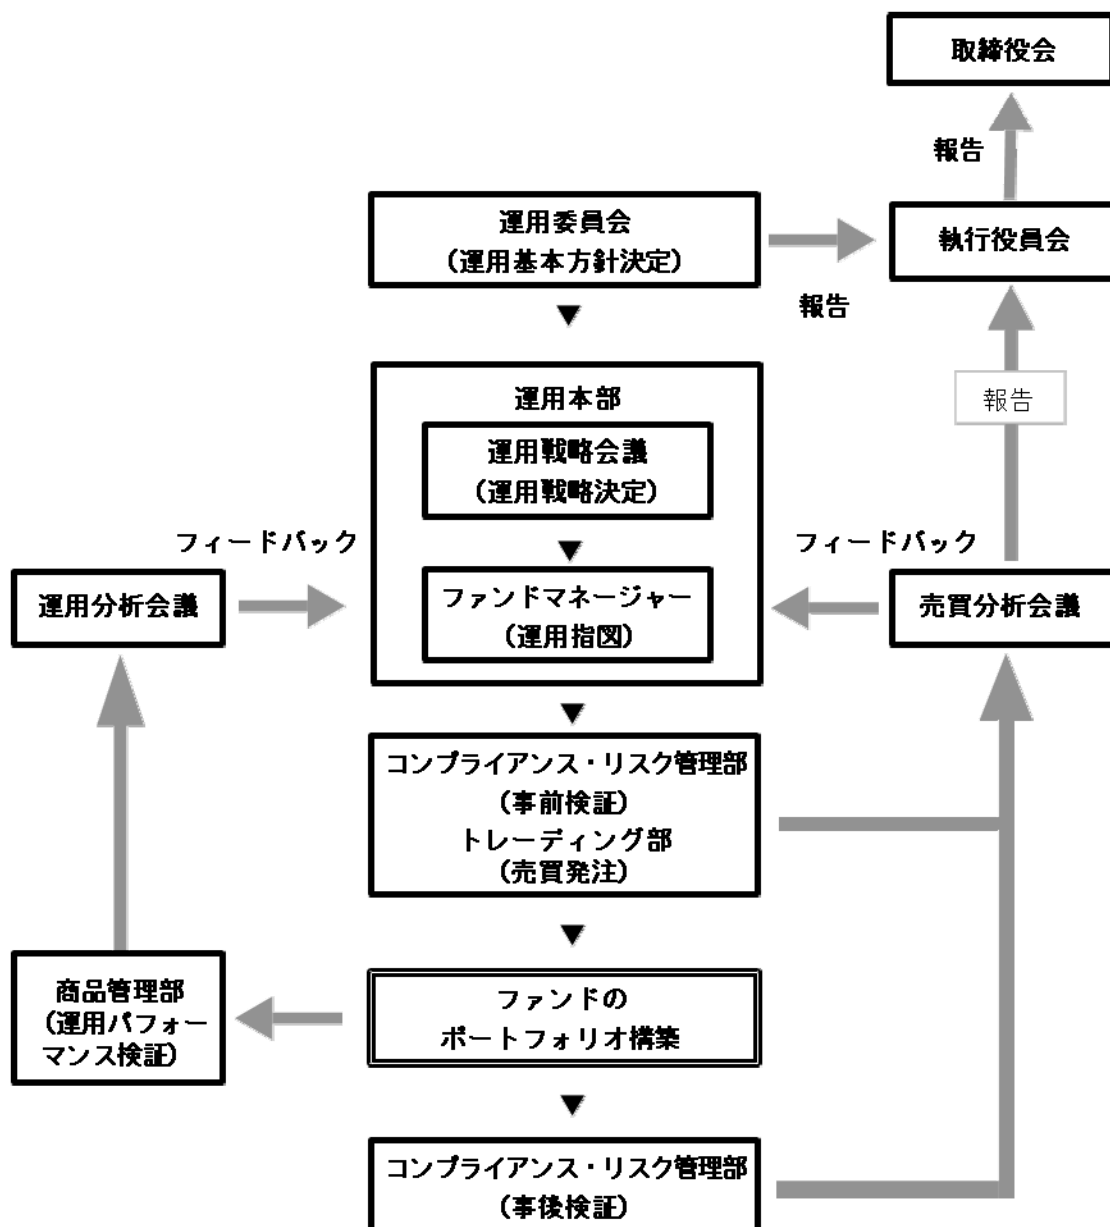 取締役会
報告
運用委員会
(運用基本方針決定)
執行役員会
報告
運用本部
報告
運用戦略会議
(運用戦略決定)
フィードバック
フィードバック
運用分析会議
ファンドマネージャー
(運用指図)
売買分析会議
コンプライアンス・リスク管理部
(事前検証)
トレーディング部
(売買発注)
商品管理部
(運用パフォー
マンス検証)
ファンドの
ポートフォリオ構築
コンプライアンス・リスク管理部
(事後検証)